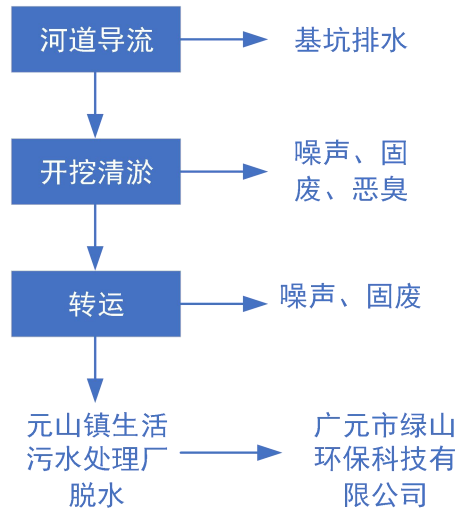 河道导流
基坑排水
开挖清淤
噪声、固
废、恶臭
转运
噪声、固废
元山镇生活
污水处理厂
脱水
广元市绿山
环保科技有
限公司